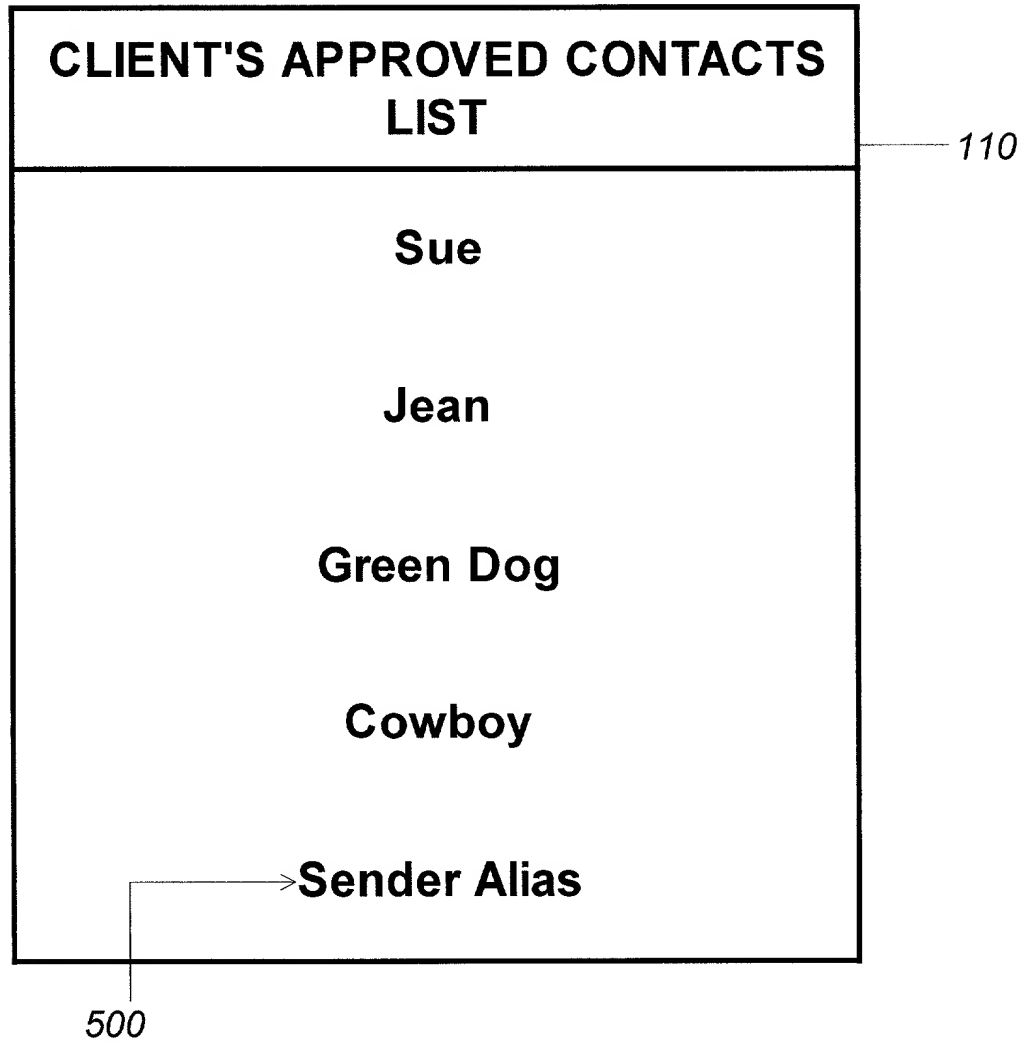 CLIENT'S APPROVED CONTACTS
LIST
110
Sue
Jean
Green Dog
Cowboy
Sender Alias
500